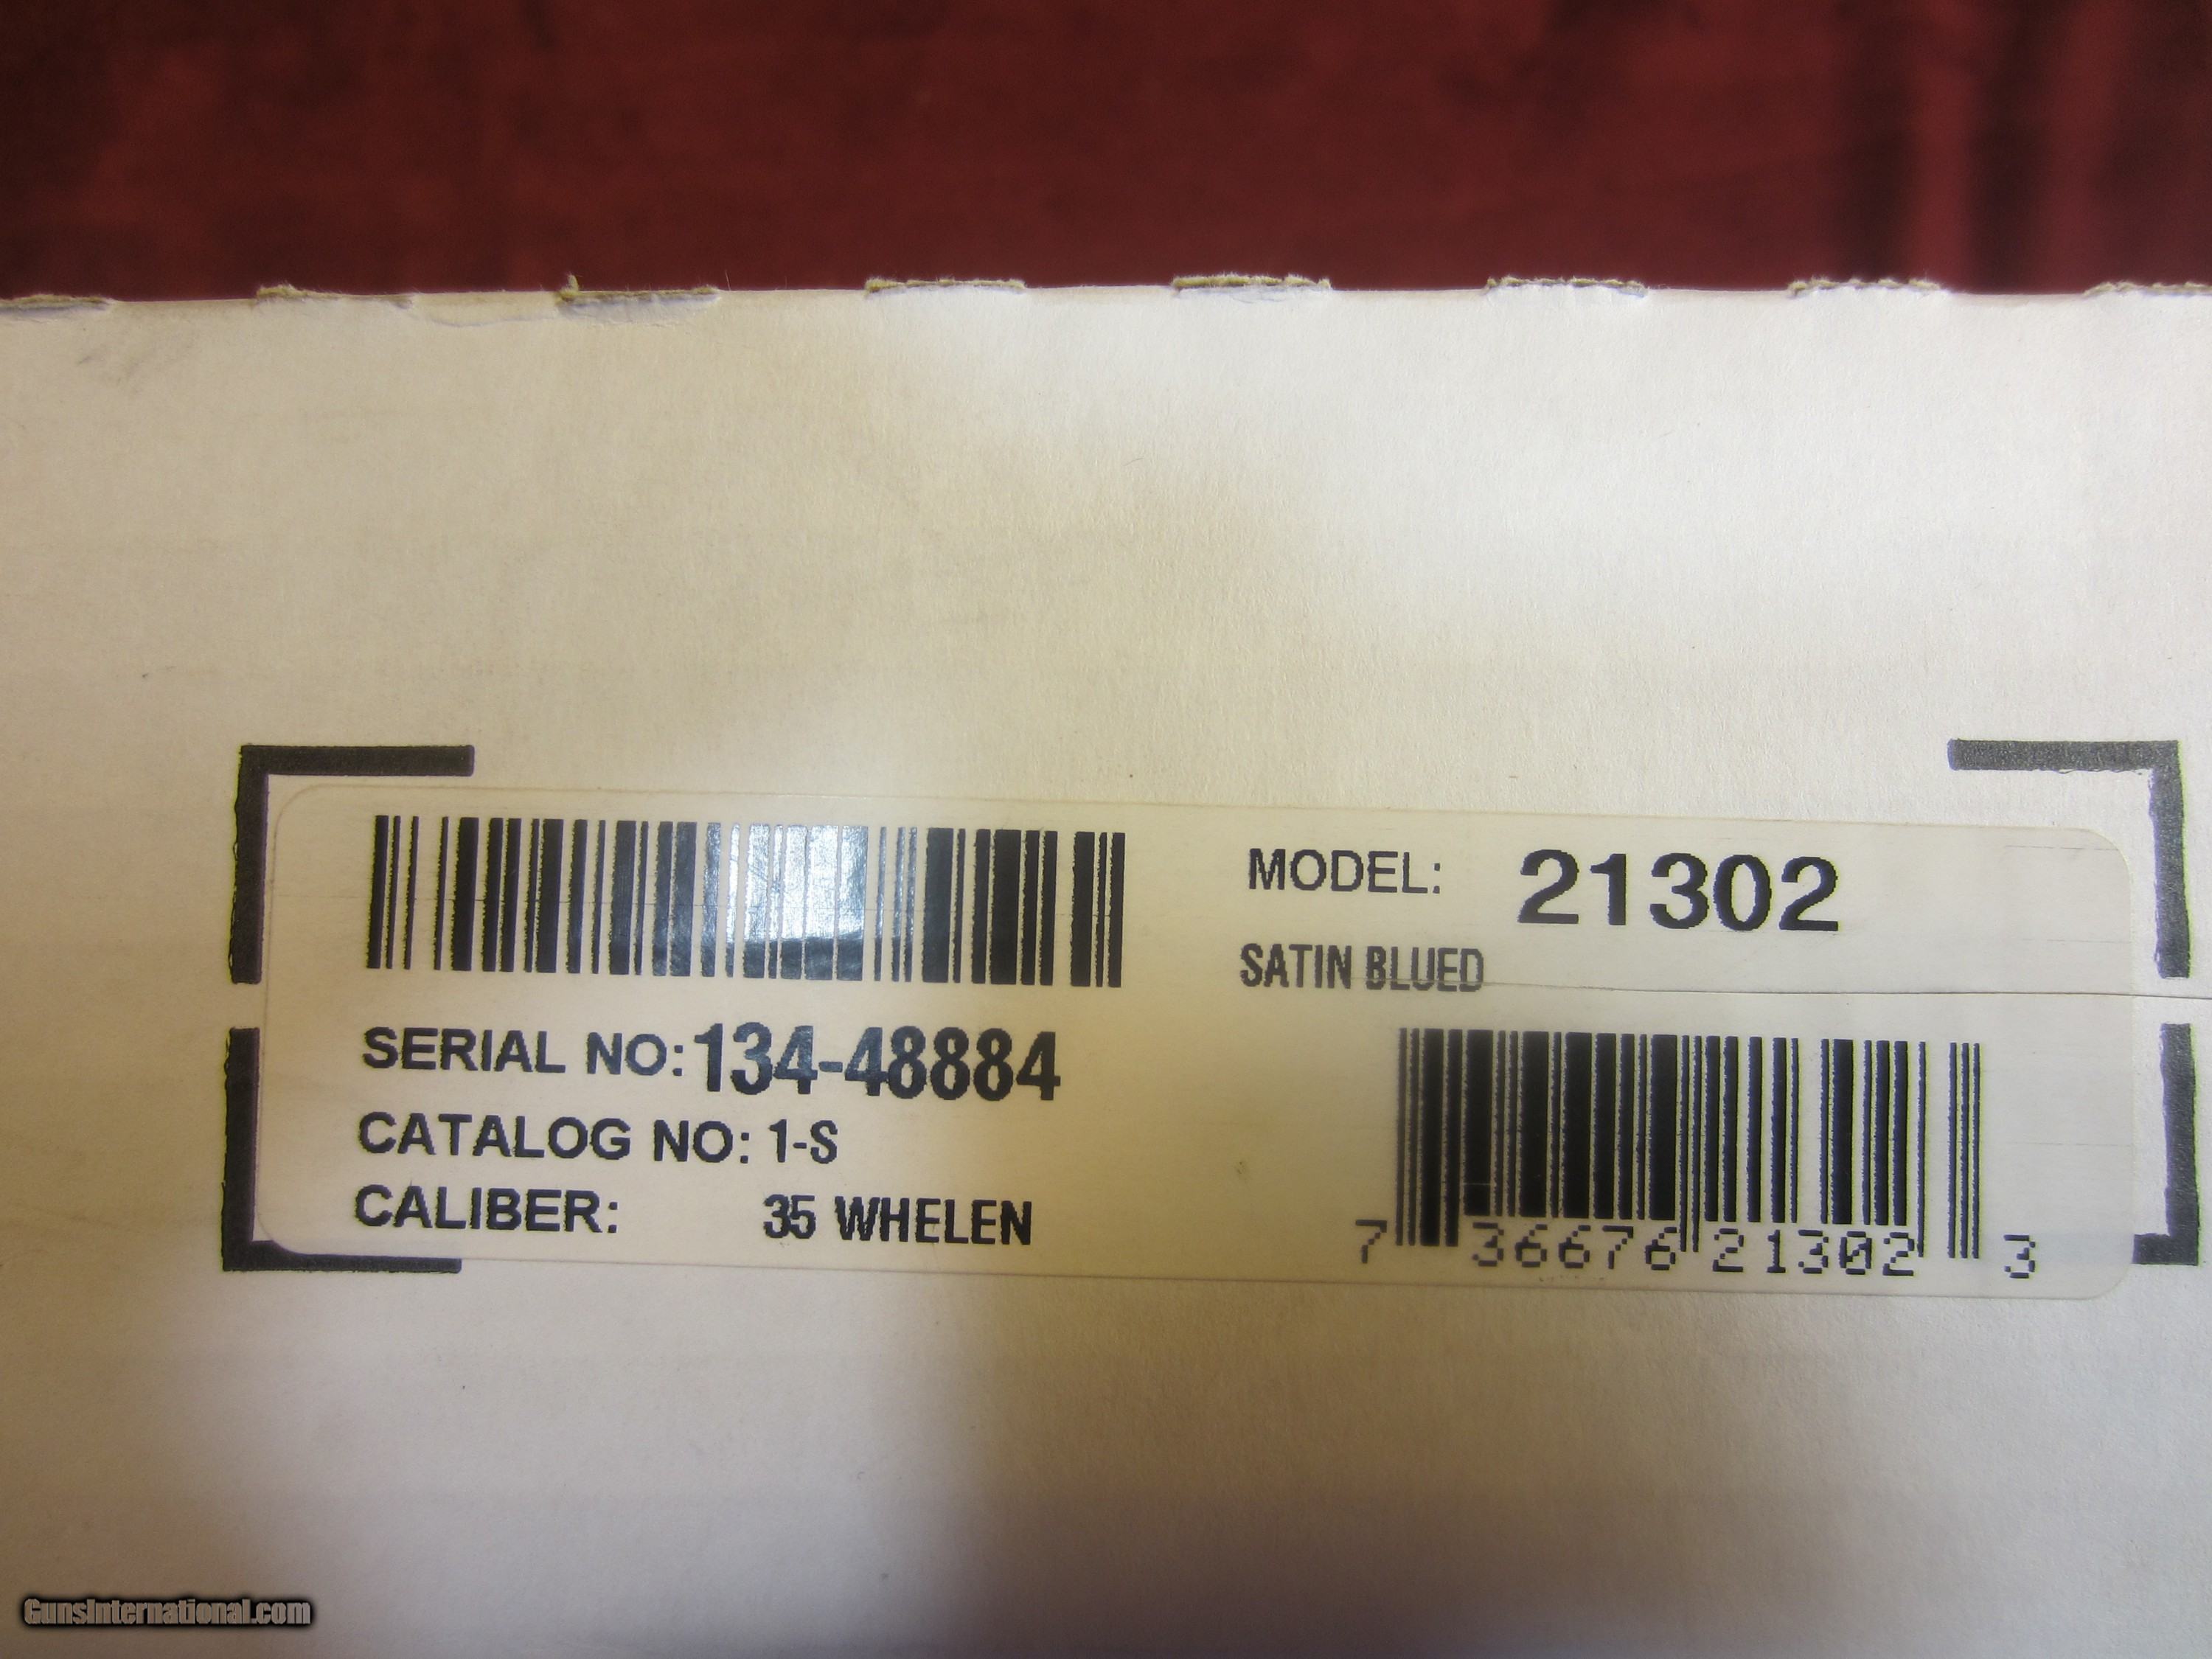 MODEL: 21302
SATIN BLUED
SERIAL NO: 134-48884
CATALOG NO: 1-S
CALIBER: 35 WHELEN
7 36676 21302 3
GunsInternational.com